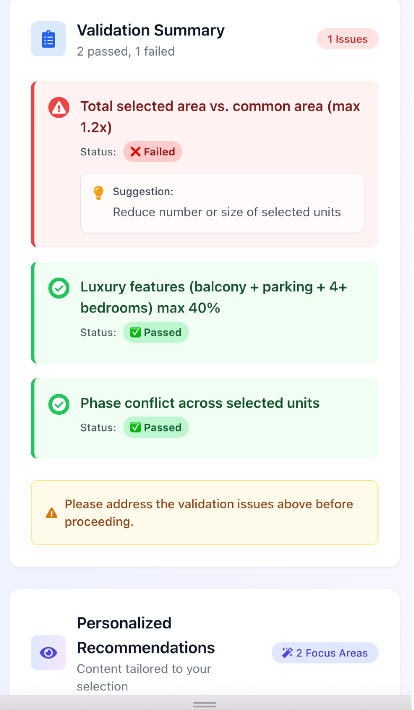 Validation Summary
2 passed, 1 failed
1 Issues
Total selected area vs. common area (max
1.2x)
Status: ❌ Failed
Suggestion:
Reduce number or size of selected units
Luxury features (balcony + parking + 4+
bedrooms) max 40%
Status: ✅ Passed
Phase conflict across selected units
Status: ✅ Passed
Please address the validation issues above before
proceeding.
Personalized
Recommendations
2 Focus Areas
Content tailored to your
selection